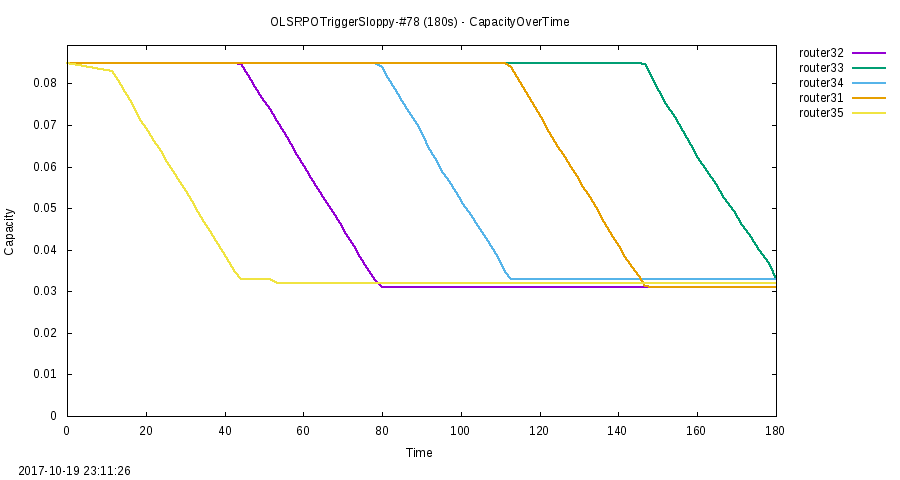 OLSRPOTriggerSloppy-#78 (180s) - CapacityOverTime
router32
router33
router34
router31
router35
0.08
0.07
0.06
0.05
0.04
0.03
0.02
0.01
0
Capacity
0 20 40 60 80 100 120 140 160 180
Time
2017-10-19 23:11:26